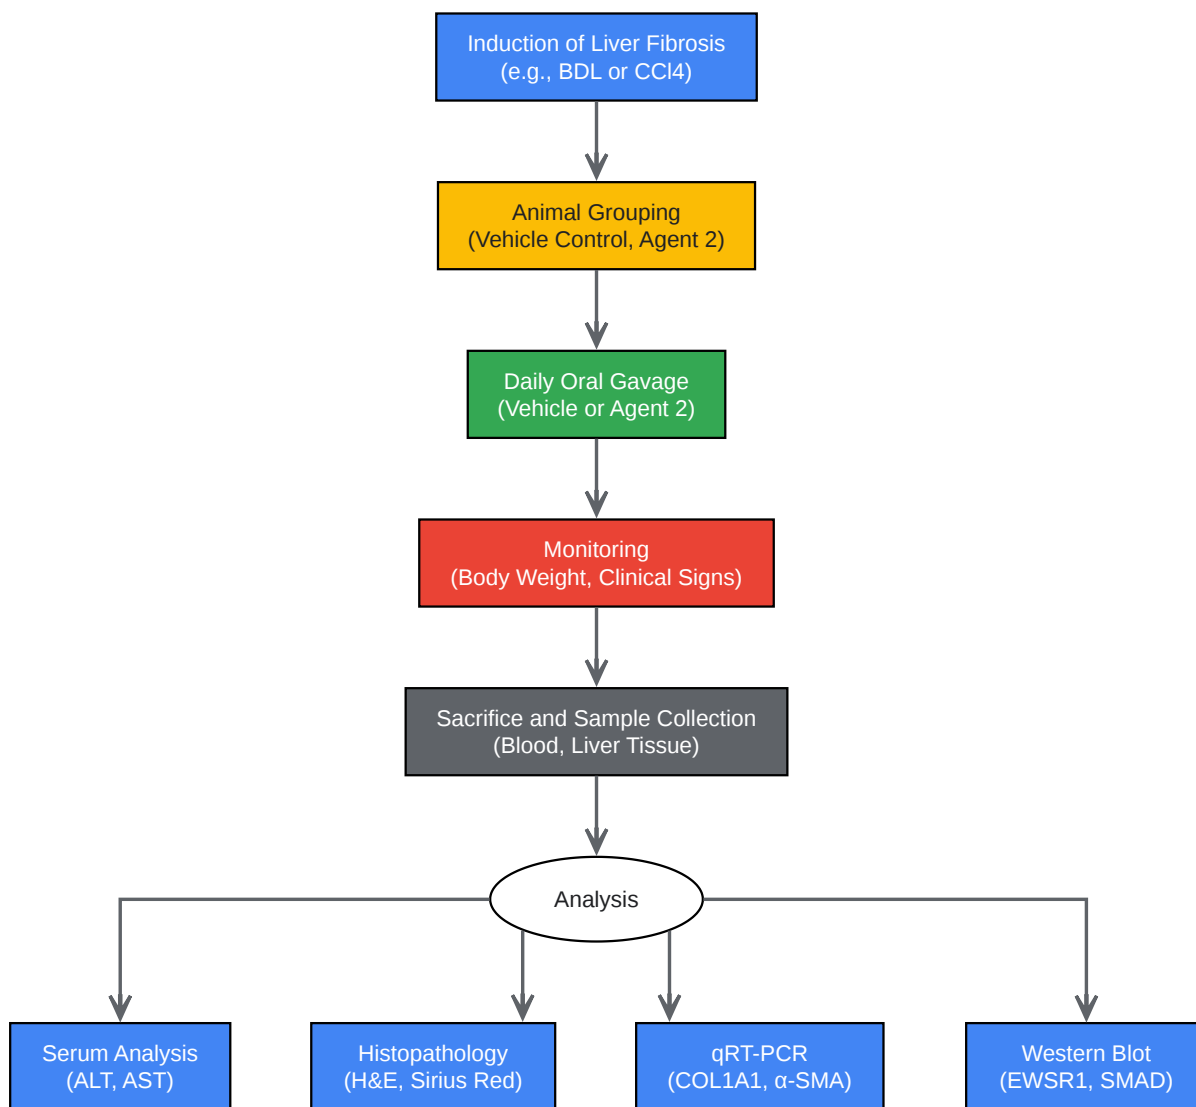 Induction of Liver Fibrosis
(e.g., BDL or CCl4)
Animal Grouping
(Vehicle Control, Agent 2)
Daily Oral Gavage
(Vehicle or Agent 2)
Monitoring
(Body Weight, Clinical Signs)
Sacrifice and Sample Collection
(Blood, Liver Tissue)
Analysis
Serum Analysis
(ALT, AST)
Histopathology
(H&E, Sirius Red)
qRT-PCR
(COL1A1, α-SMA)
Western Blot
(EWSR1, SMAD)